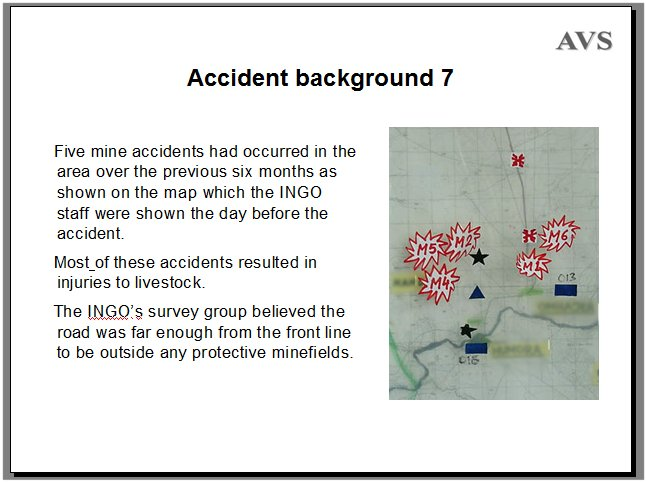 AVS
Accident background 7
Five mine accidents had occurred in the
area over the previous six months as
shown on the map which the INGO
staff were shown the day before the
accident.
Most of these accidents resulted in
injuries to livestock.
The INGO's survey group believed the
road was far enough from the front line
to be outside any protective minefields.
M5
M2
M6
M1
M4
013
015